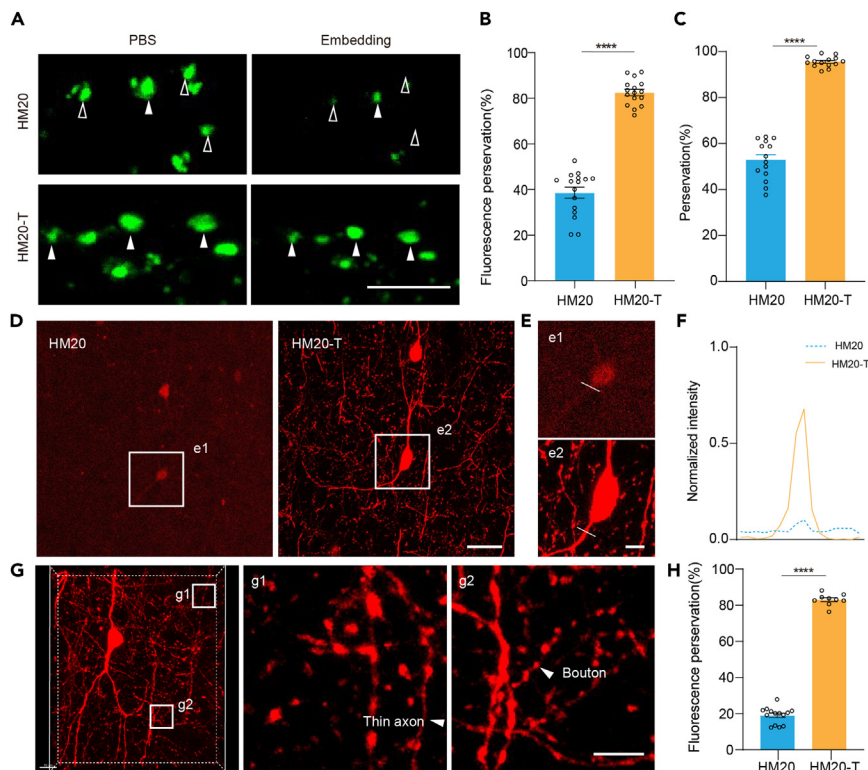 A
PBS
Embedding
HM20
HM20-T
B
Fluorescence perservation(%)
100
80
60
40
20
0
****
HM20
HM20-T
C
Perservation(%)
100
80
60
40
20
0
****
HM20
HM20-T
D
HM20
e1
HM20-T
e2
E
e1
e2
F
Normalized intensity
1.0
0.5
0.0
HM20
HM20-T
G
g1
g2
g1
Thin axon
g2
Bouton
H
Fluorescence perservation(%)
100
80
60
40
20
0
****
HM20
HM20-T